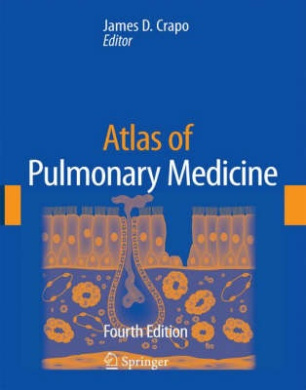 James D. Crapo
Editor
Atlas of
Pulmonary Medicine
Fourth Edition
Springer